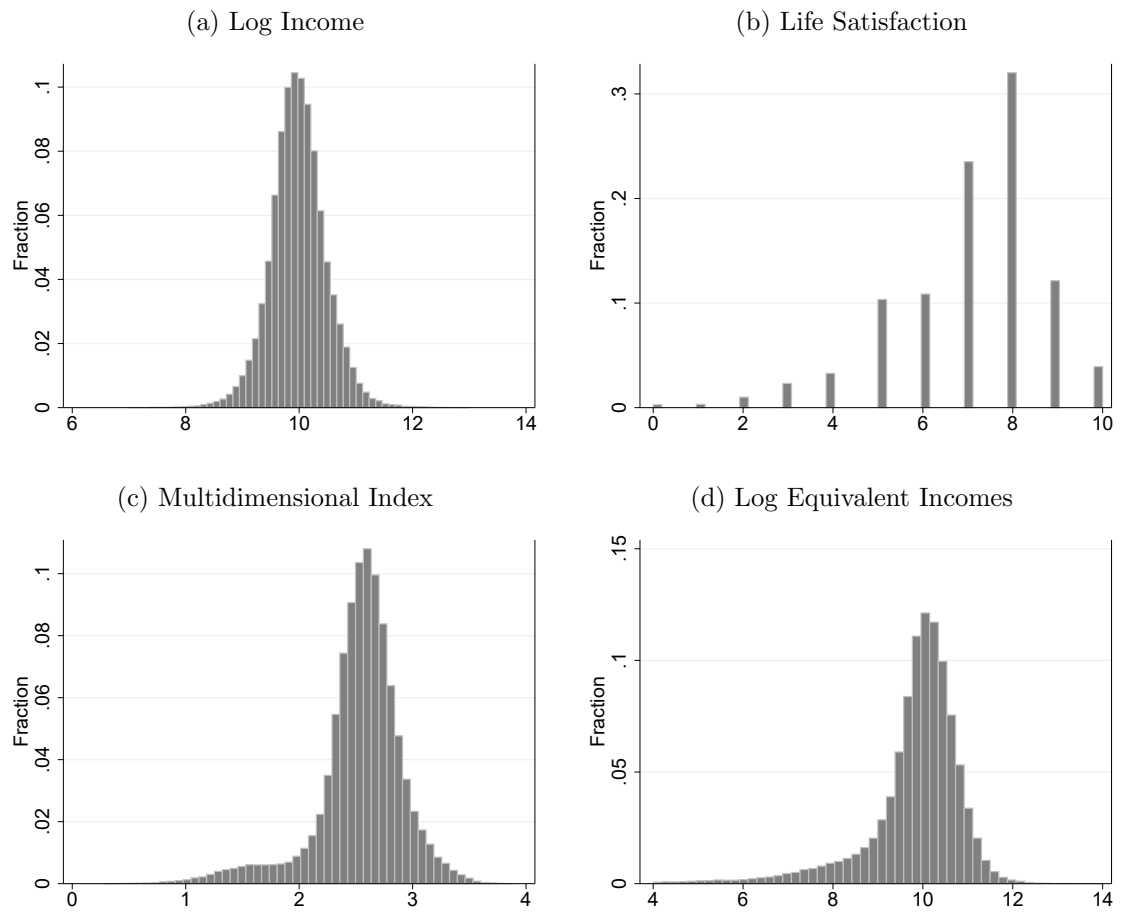 (a) Log Income
Fraction
0 .02 .04 .06 .08 .1
6 8 10 12 14
(b) Life Satisfaction
Fraction
0 .1 .2 .3
0 2 4 6 8 10
(c) Multidimensional Index
Fraction
0 .02 .04 .06 .08 .1
0 1 2 3 4
(d) Log Equivalent Incomes
Fraction
0 .05 .1 .15
4 6 8 10 12 14